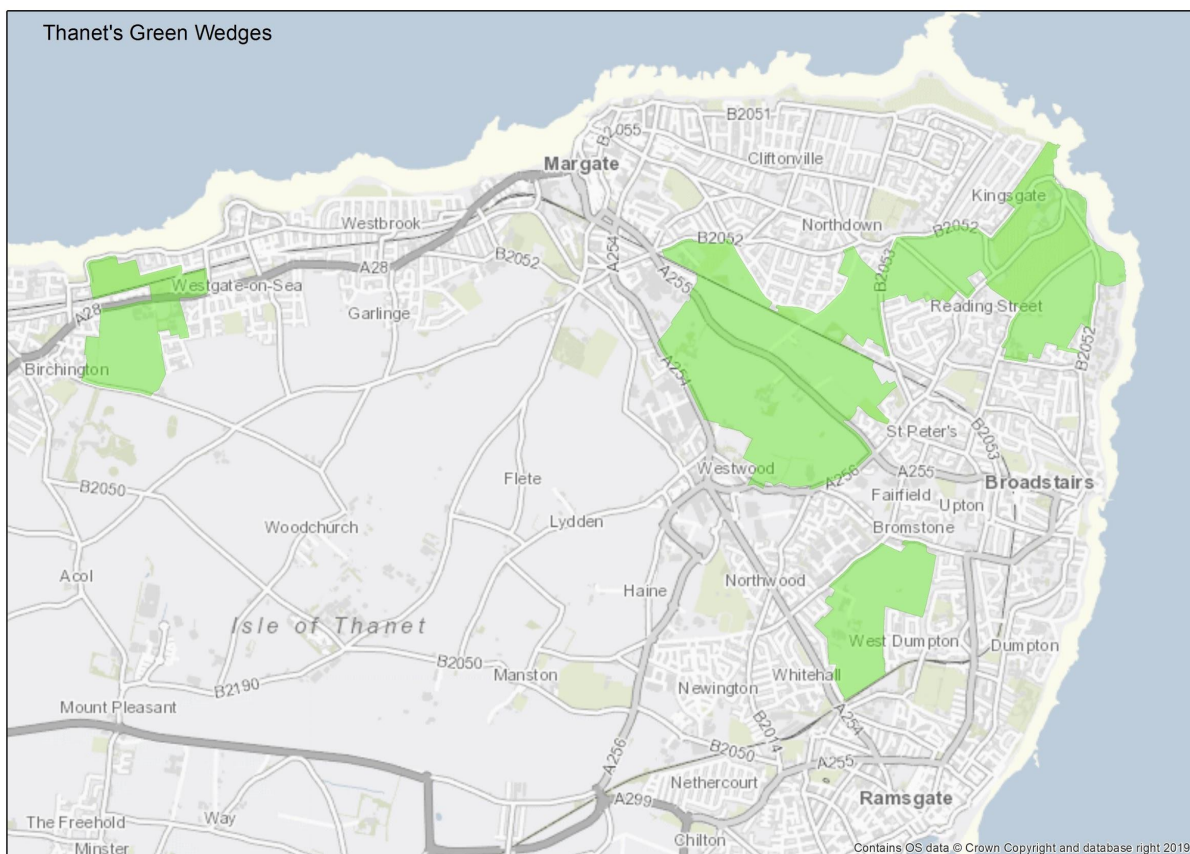 Thanet's Green Wedges
B2051
B2055
Cliftonville
Margate
Kingsgate
Westbrook
Northdown
B2052
B2052
A254
B2052
A28
A255
B2053
Westgate-on-Sea
Reading Street
Garlinge
A28
B2052
Birchington
A254
St Peter's
B2053
Westwood
A256
A255
Broadstairs
Flete
Fairfield
Upton
B2050
Woodchurch
Lydden
Bromstone
Acol
Haine
Northwood
Isle of Thanet
West Dumpton
Dumpton
B2050
Manston
Whitehall
B2190
Newington
Mount Pleasant
B2014
A254
B2050
A256
A255
Nethercourt
A299
Ramsgate
The Freehold
Way
Chilton
Minster
Contains OS data © Crown Copyright and database right 2019